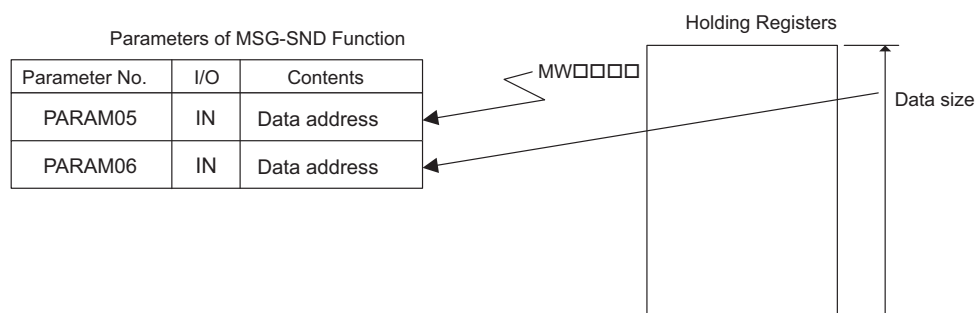 Holding Registers
Parameters of MSG-SND Function
Parameter No. I/O Contents
MW□□□□
PARAM05 IN Data address
Data size
PARAM06 IN Data address